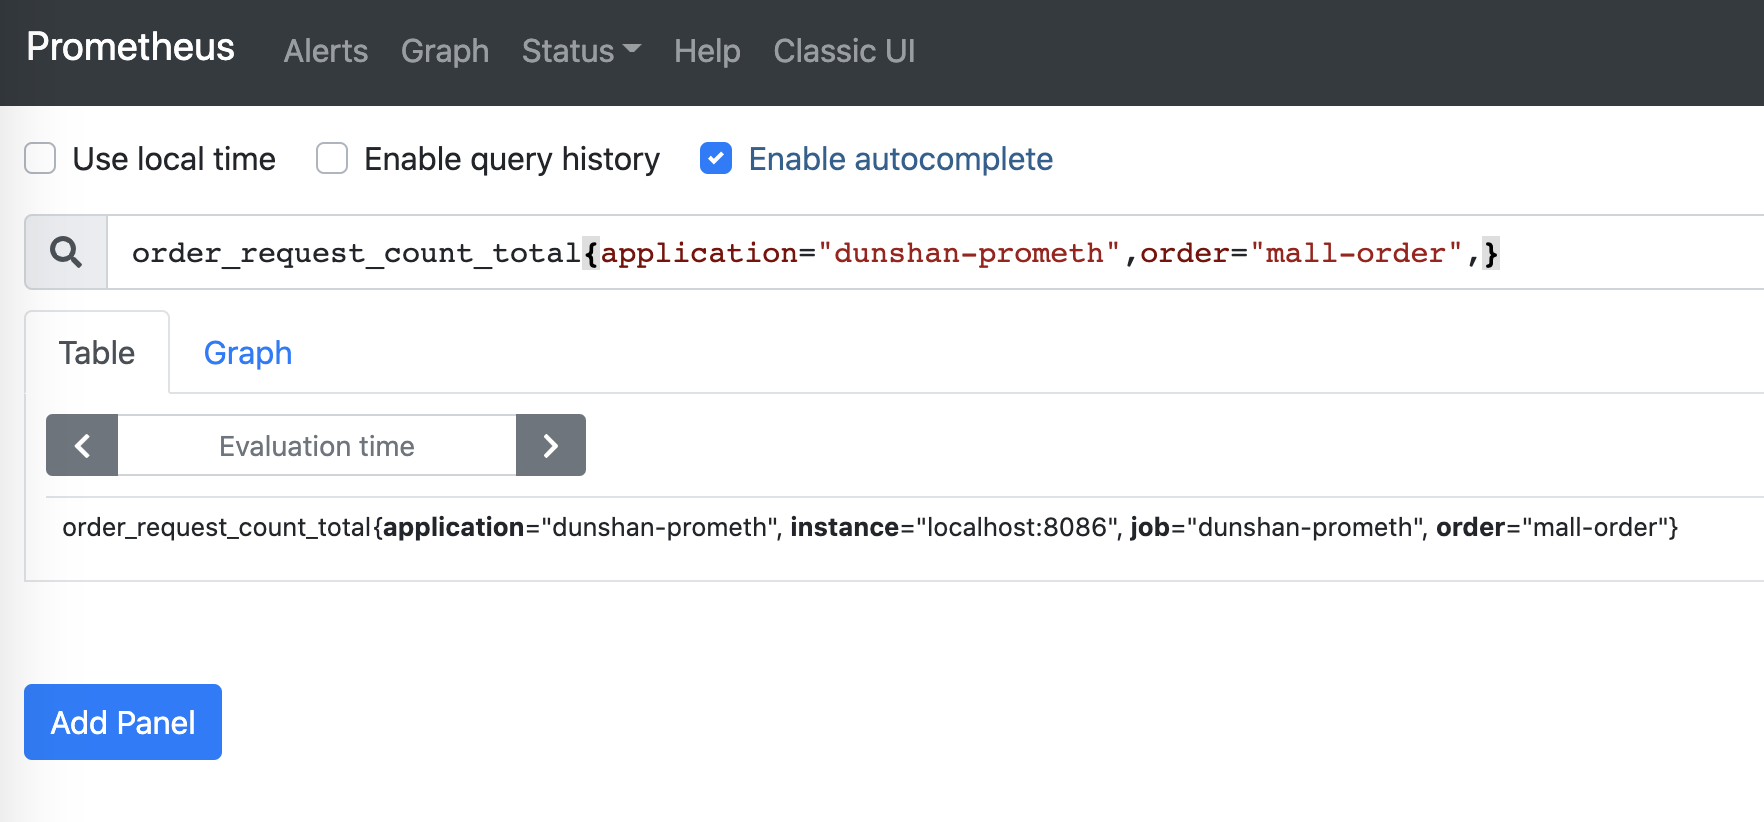 Prometheus Alerts Graph Status Help Classic UI
Use local time Enable query history Enable autocomplete
order_request_count_total{application="dunshan-prometh",order="mall-order",}
Table Graph
Evaluation time
order_request_count_total{application="dunshan-prometh", instance="localhost:8086", job="dunshan-prometh", order="mall-order"}
Add Panel